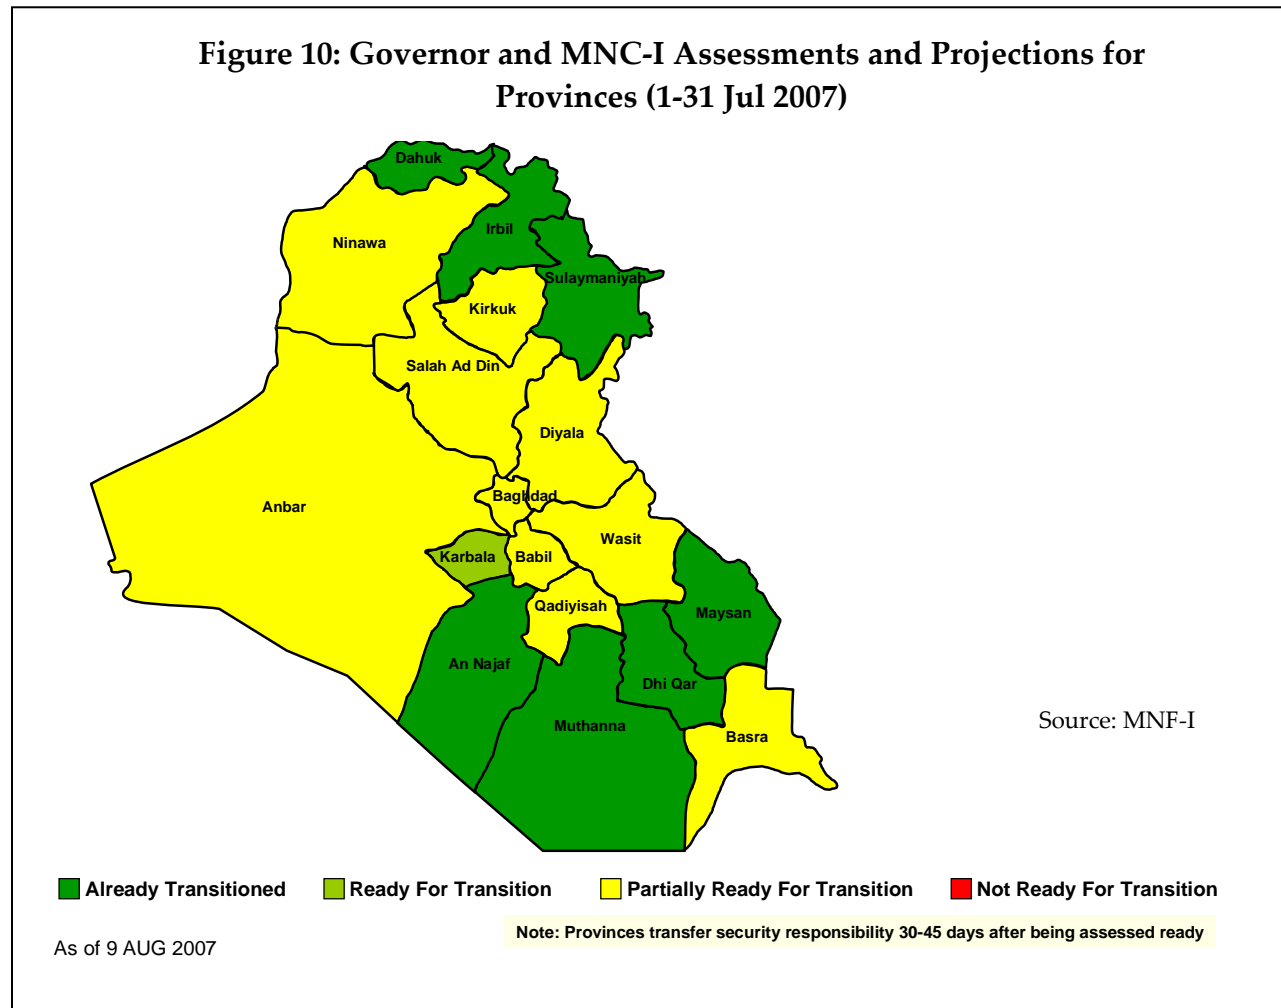 Figure 10: Governor and MNC-I Assessments and Projections for
Provinces (1-31 Jul 2007)
Dahuk
Irbil
Ninawa
Sulaymaniyah
Kirkuk
Salah Ad Din
Diyala
Baghdad
Anbar
Wasit
Karbala
Babil
Qadiyisah
Maysan
An Najaf
Dhi Qar
Muthanna
Basra
Source: MNF-I
Already Transitioned
Ready For Transition
Partially Ready For Transition
Not Ready For Transition
Note: Provinces transfer security responsibility 30-45 days after being assessed ready
As of 9 AUG 2007